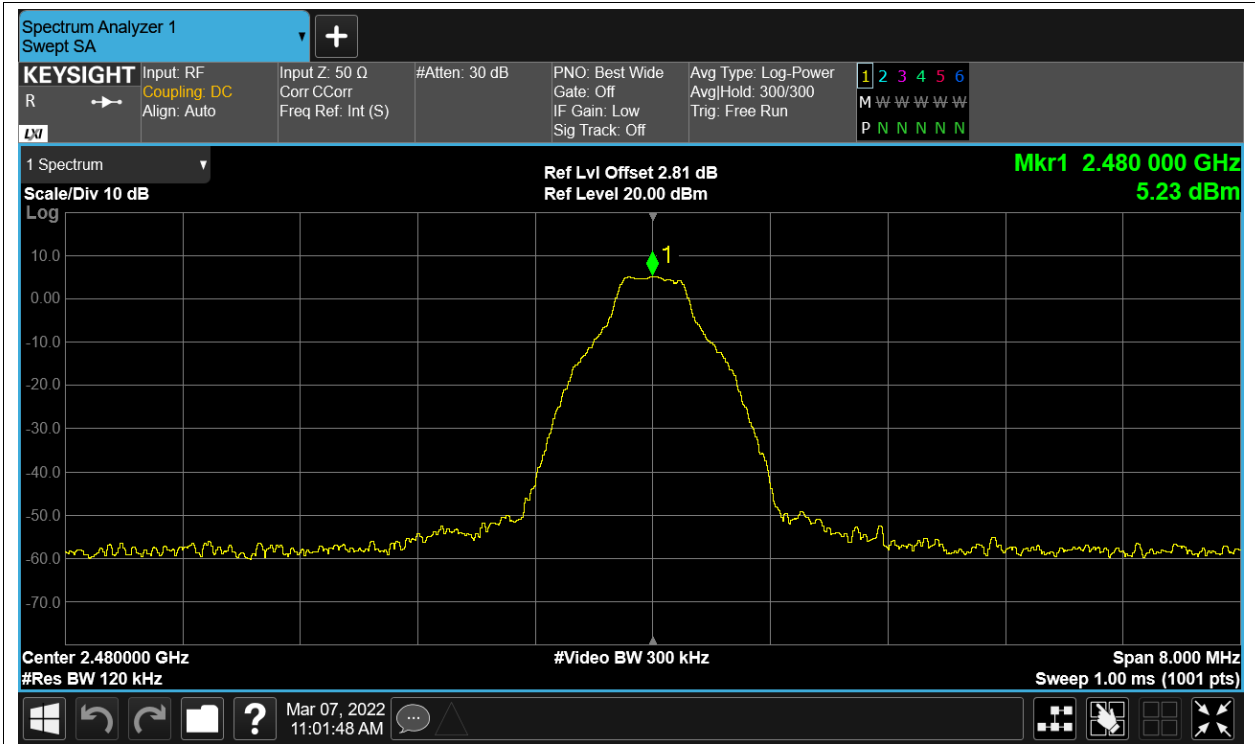 Spectrum Analyzer 1
Swept SA
+
KEYSIGHT
R
LXI
Input: RF
Coupling: DC
Align: Auto
Input Z: 50 Ω
Corr CCorr
Freq Ref: Int (S)
#Atten: 30 dB
PNO: Best Wide
Gate: Off
IF Gain: Low
Sig Track: Off
Avg Type: Log-Power
Avg|Hold: 300/300
Trig: Free Run
1 2 3 4 5 6
M W W W W W
P N N N N N
1 Spectrum
Scale/Div 10 dB
Ref Lvl Offset 2.81 dB
Ref Level 20.00 dBm
Mkr1 2.480 000 GHz
5.23 dBm
Log
1
10.0
0.00
-10.0
-20.0
-30.0
-40.0
-50.0
-60.0
-70.0
Center 2.480000 GHz
#Video BW 300 kHz
Span 8.000 MHz
#Res BW 120 kHz
Sweep 1.00 ms (1001 pts)
?
Mar 07, 2022
11:01:48 AM